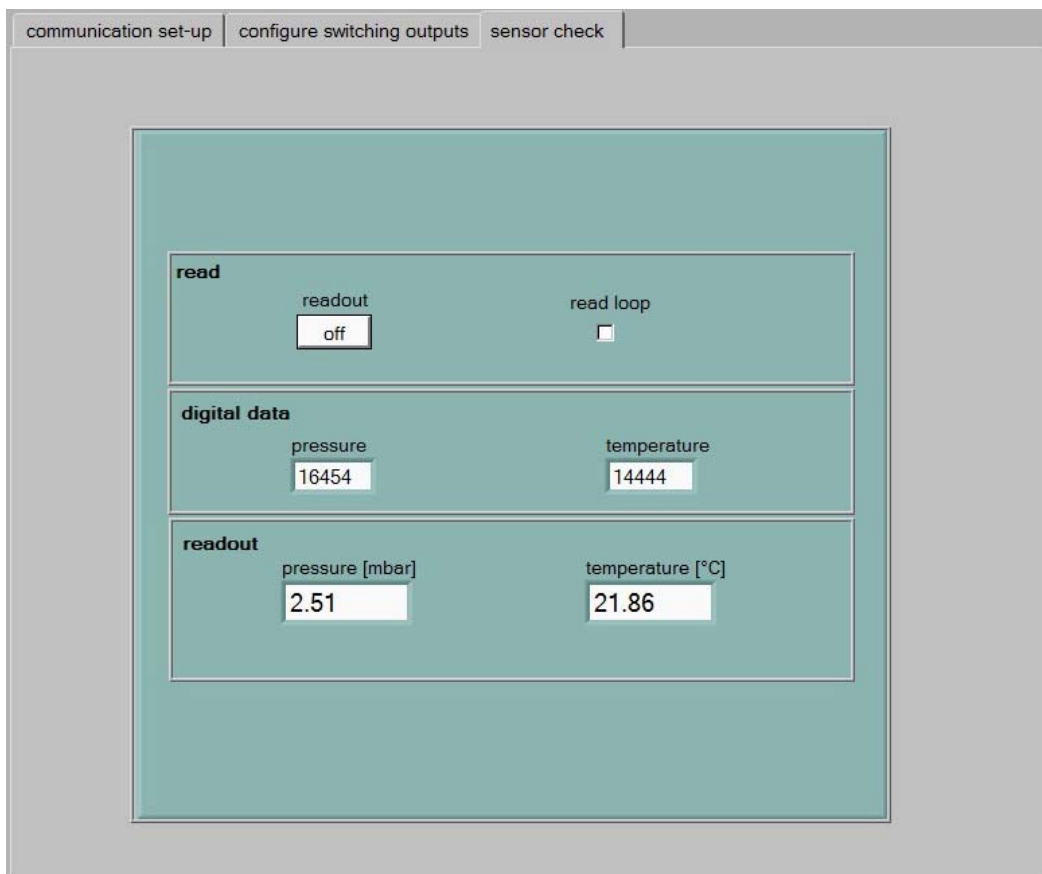 communication set-up configure switching outputs sensor check
read
readout read loop
off
digital data
pressure temperature
16454 14444
readout
pressure [mbar] temperature [°C]
2.51 21.86